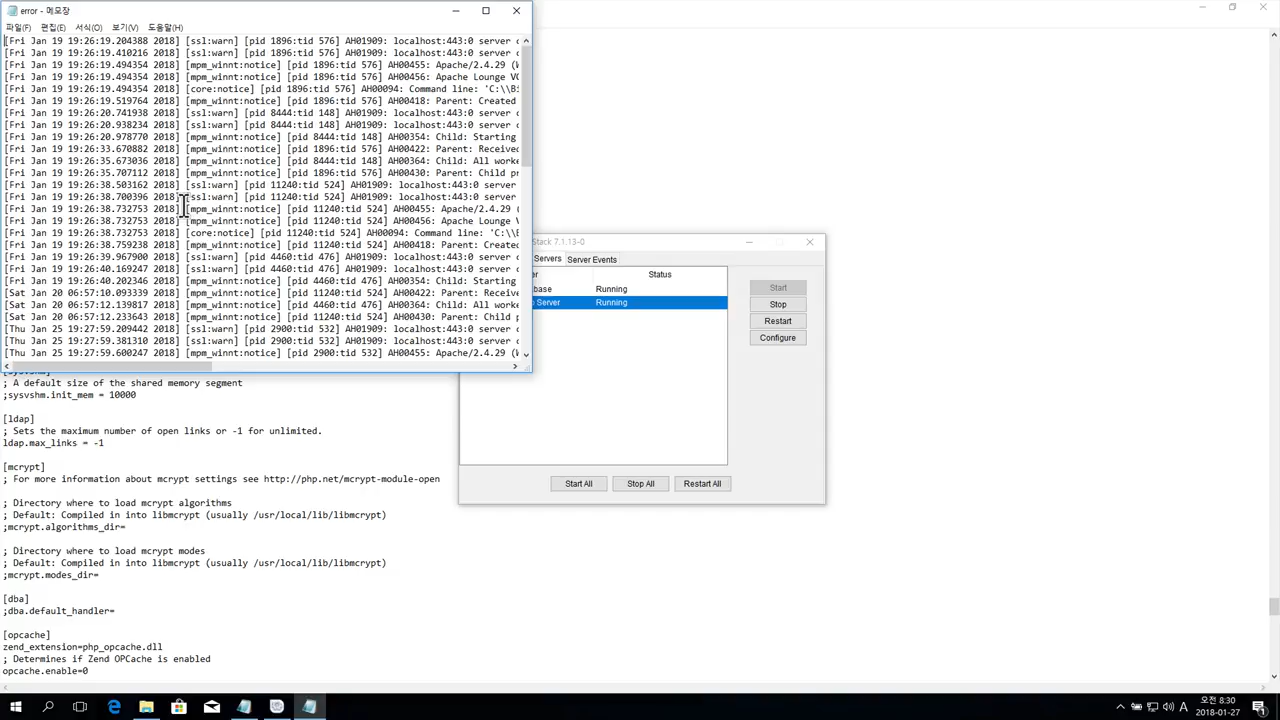 error - 메모장
파일(F) 편집(E) 서식(O) 보기(V) 도움말(H)
[Fri Jan 19 19:26:19.204388 2018] [ssl:warn] [pid 1896:tid 576] AH01909: localhost:443:0 server c
[Fri Jan 19 19:26:19.410216 2018] [ssl:warn] [pid 1896:tid 576] AH01909: localhost:443:0 server c
[Fri Jan 19 19:26:19.494354 2018] [mpm_winnt:notice] [pid 1896:tid 576] AH00455: Apache/2.4.29 (W
[Fri Jan 19 19:26:19.494354 2018] [mpm_winnt:notice] [pid 1896:tid 576] AH00456: Apache Lounge VC
[Fri Jan 19 19:26:19.494354 2018] [core:notice] [pid 1896:tid 576] AH00094: Command line: 'C:\\Bi
[Fri Jan 19 19:26:19.519764 2018] [mpm_winnt:notice] [pid 1896:tid 576] AH00418: Parent: Created
[Fri Jan 19 19:26:20.741938 2018] [ssl:warn] [pid 8444:tid 148] AH01909: localhost:443:0 server c
[Fri Jan 19 19:26:20.938234 2018] [ssl:warn] [pid 8444:tid 148] AH01909: localhost:443:0 server c
[Fri Jan 19 19:26:20.978770 2018] [mpm_winnt:notice] [pid 8444:tid 148] AH00354: Child: Starting
[Fri Jan 19 19:26:33.670882 2018] [mpm_winnt:notice] [pid 1896:tid 576] AH00422: Parent: Received
[Fri Jan 19 19:26:35.673036 2018] [mpm_winnt:notice] [pid 8444:tid 148] AH00364: Child: All worke
[Fri Jan 19 19:26:35.707112 2018] [mpm_winnt:notice] [pid 1896:tid 576] AH00430: Parent: Child pr
[Fri Jan 19 19:26:38.503162 2018] [ssl:warn] [pid 11240:tid 524] AH01909: localhost:443:0 server
[Fri Jan 19 19:26:38.700396 2018] [ssl:warn] [pid 11240:tid 524] AH01909: localhost:443:0 server
[Fri Jan 19 19:26:38.732753 2018] [mpm_winnt:notice] [pid 11240:tid 524] AH00455: Apache/2.4.29 (
[Fri Jan 19 19:26:38.732753 2018] [mpm_winnt:notice] [pid 11240:tid 524] AH00456: Apache Lounge V
[Fri Jan 19 19:26:38.732753 2018] [core:notice] [pid 11240:tid 524] AH00094: Command line: 'C:\\B
[Fri Jan 19 19:26:38.759238 2018] [mpm_winnt:notice] [pid 11240:tid 524] AH00418: Parent: Created
[Fri Jan 19 19:26:39.967900 2018] [ssl:warn] [pid 4460:tid 476] AH01909: localhost:443:0 server c
[Fri Jan 19 19:26:40.169247 2018] [ssl:warn] [pid 4460:tid 476] AH01909: localhost:443:0 server c
[Fri Jan 19 19:26:40.202346 2018] [mpm_winnt:notice] [pid 4460:tid 476] AH00354: Child: Starting
[Sat Jan 20 06:57:10.093339 2018] [mpm_winnt:notice] [pid 11240:tid 524] AH00422: Parent: Receive
[Sat Jan 20 06:57:12.139817 2018] [mpm_winnt:notice] [pid 4460:tid 476] AH00364: Child: All worke
[Sat Jan 20 06:57:12.233643 2018] [mpm_winnt:notice] [pid 11240:tid 524] AH00430: Parent: Child p
[Thu Jan 25 19:27:59.209442 2018] [ssl:warn] [pid 2900:tid 532] AH01909: localhost:443:0 server c
[Thu Jan 25 19:27:59.381310 2018] [ssl:warn] [pid 2900:tid 532] AH01909: localhost:443:0 server c
[Thu Jan 25 19:27:59.600247 2018] [mpm_winnt:notice] [pid 2900:tid 532] AH00455: Apache/2.4.29 (W
Stack 7.1.13-0
Servers Server Events
er Status
base Running
Server Running
Start
Stop
Restart
Configure
Start All Stop All Restart All
; A default size of the shared memory segment
;sysvshm.init_mem = 10000
[ldap]
; Sets the maximum number of open links or -1 for unlimited.
ldap.max_links = -1
[mcrypt]
; For more information about mcrypt settings see http://php.net/mcrypt-module-open
; Directory where to load mcrypt algorithms
; Default: Compiled in into libmcrypt (usually /usr/local/lib/libmcrypt)
;mcrypt.algorithms_dir=
; Directory where to load mcrypt modes
; Default: Compiled in into libmcrypt (usually /usr/local/lib/libmcrypt)
;mcrypt.modes_dir=
[dba]
;dba.default_handler=
[opcache]
zend_extension=php_opcache.dll
; Determines if Zend OPCache is enabled
opcache.enable=0
A
오전 8:30
2018-01-27
1